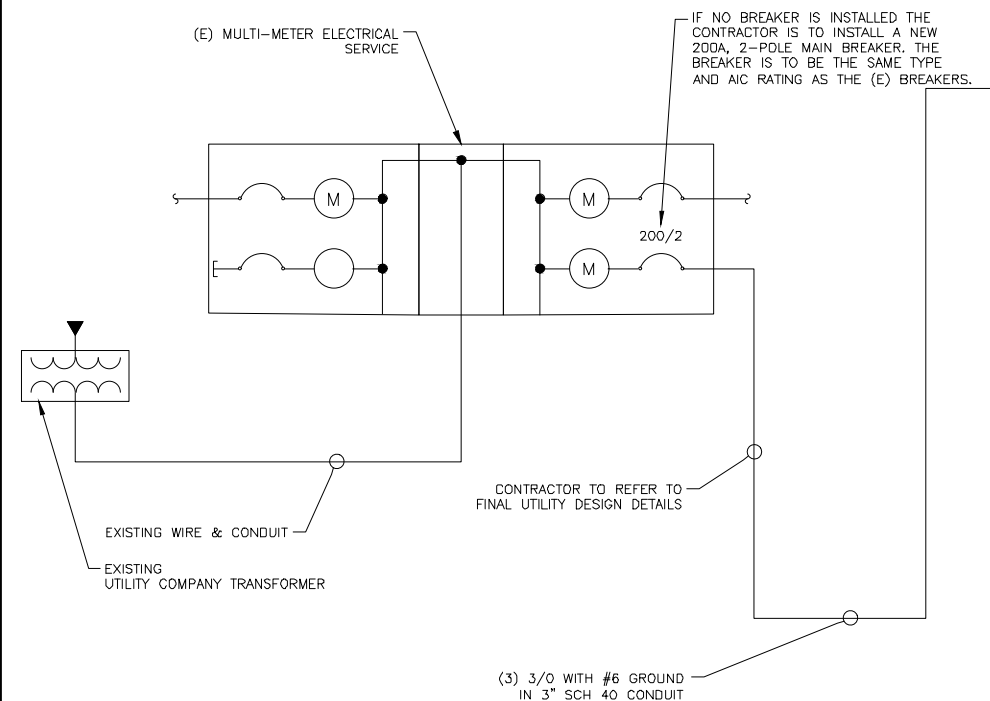 (E) MULTI-METER ELECTRICAL
SERVICE
IF NO BREAKER IS INSTALLED THE
CONTRACTOR IS TO INSTALL A NEW
200A, 2-POLE MAIN BREAKER. THE
BREAKER IS TO BE THE SAME TYPE
AND AIC RATING AS THE (E) BREAKERS.
M
M
200/2
M
CONTRACTOR TO REFER TO
FINAL UTILITY DESIGN DETAILS
EXISTING WIRE & CONDUIT
EXISTING
UTILITY COMPANY TRANSFORMER
(3) 3/0 WITH #6 GROUND
IN 3" SCH 40 CONDUIT